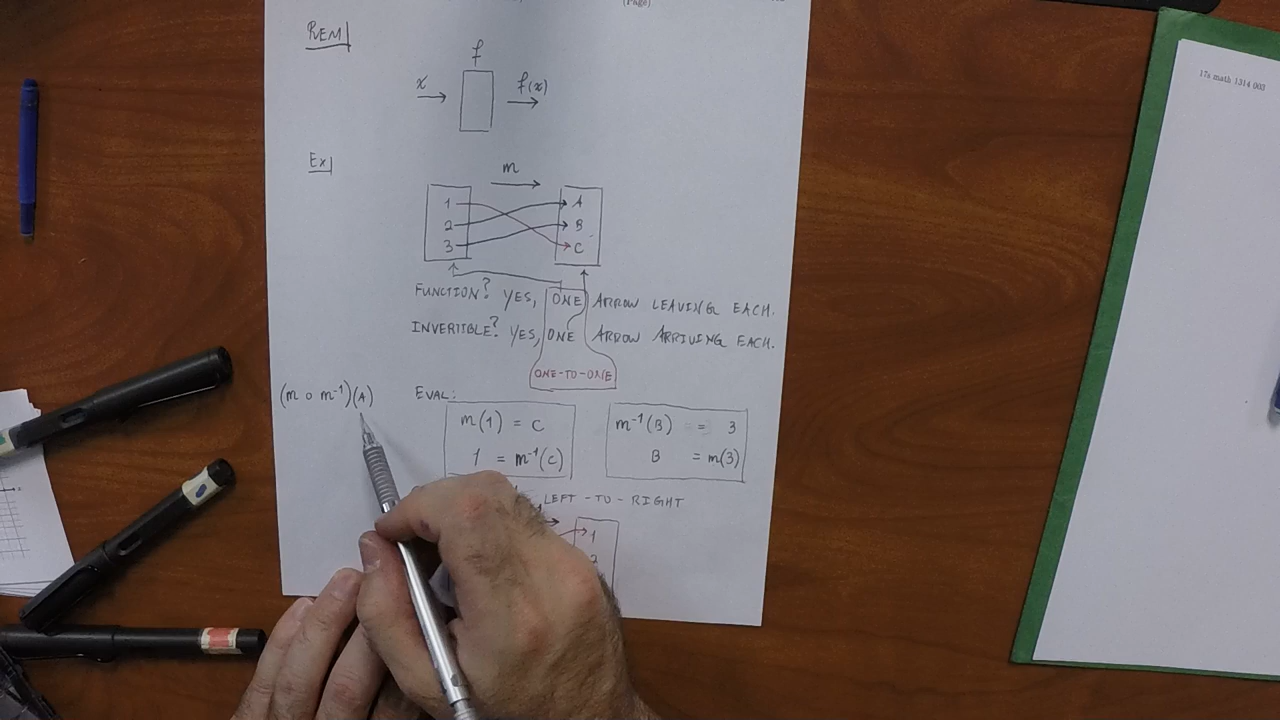 (Page)
REM
f
x
f(x)
Ex
m
1 A
2 B
3 C
FUNCTION? YES, ONE ARROW LEAVING EACH.
INVERTIBLE? YES, ONE ARROW ARRIVING EACH.
ONE-TO-ONE
(m o m⁻¹)(A)
EVAL:
m(1) = C
1 = m⁻¹(C)
m⁻¹(B) = 3
B = m(3)
LEFT-TO-RIGHT
1
2
17s math 1314 003